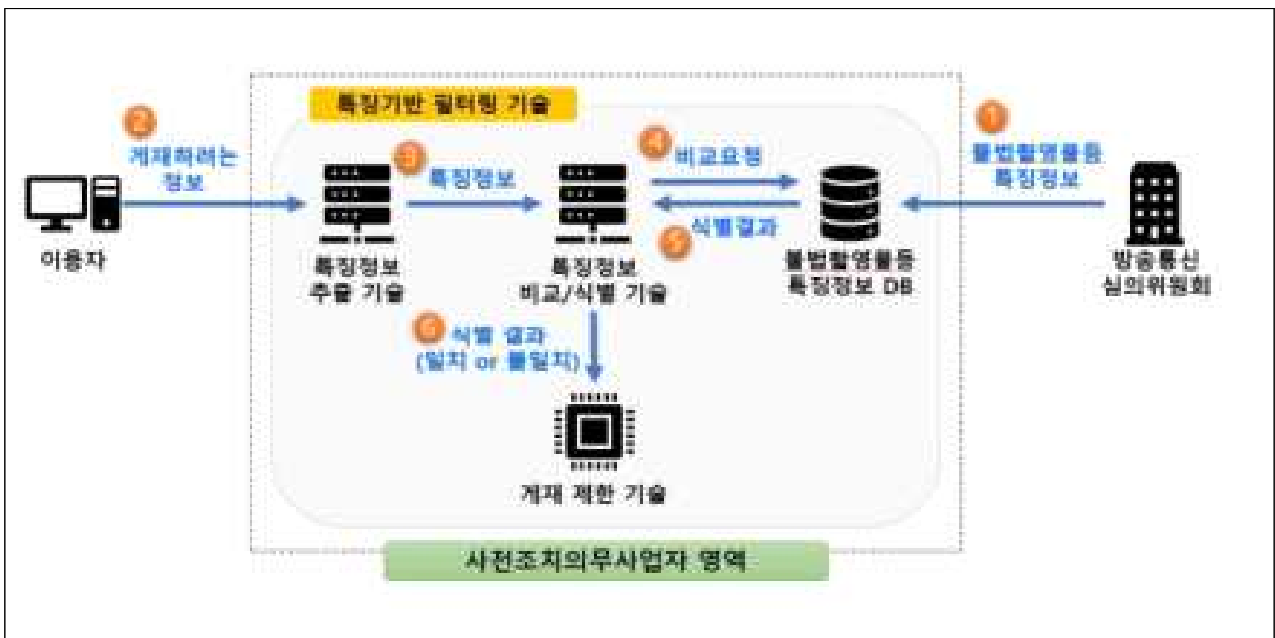 특징기반 필터링 기술
2
게재하려는
정보
이용자
특징정보
추출 기술
3
특징정보
특징정보
비교/식별 기술
4
비교요청
5
식별결과
불법촬영물등
특징정보 DB
1
불법촬영물등
특징정보
방송통신
심의위원회
6
식별 결과
(일치 or 불일치)
게재 제한 기술
사전조치의무사업자 영역